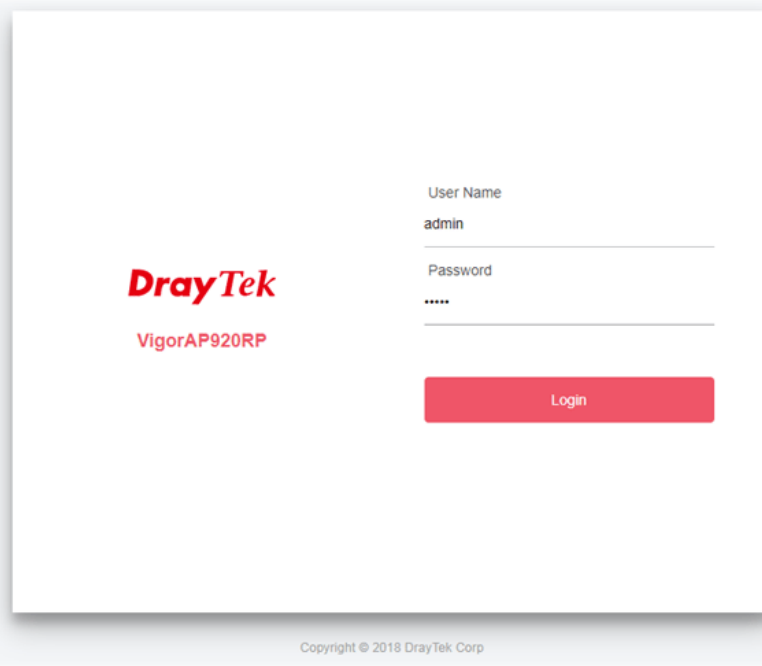 DrayTek
VigorAP920RP
User Name
admin
Password
•••••
Login
Copyright © 2018 DrayTek Corp